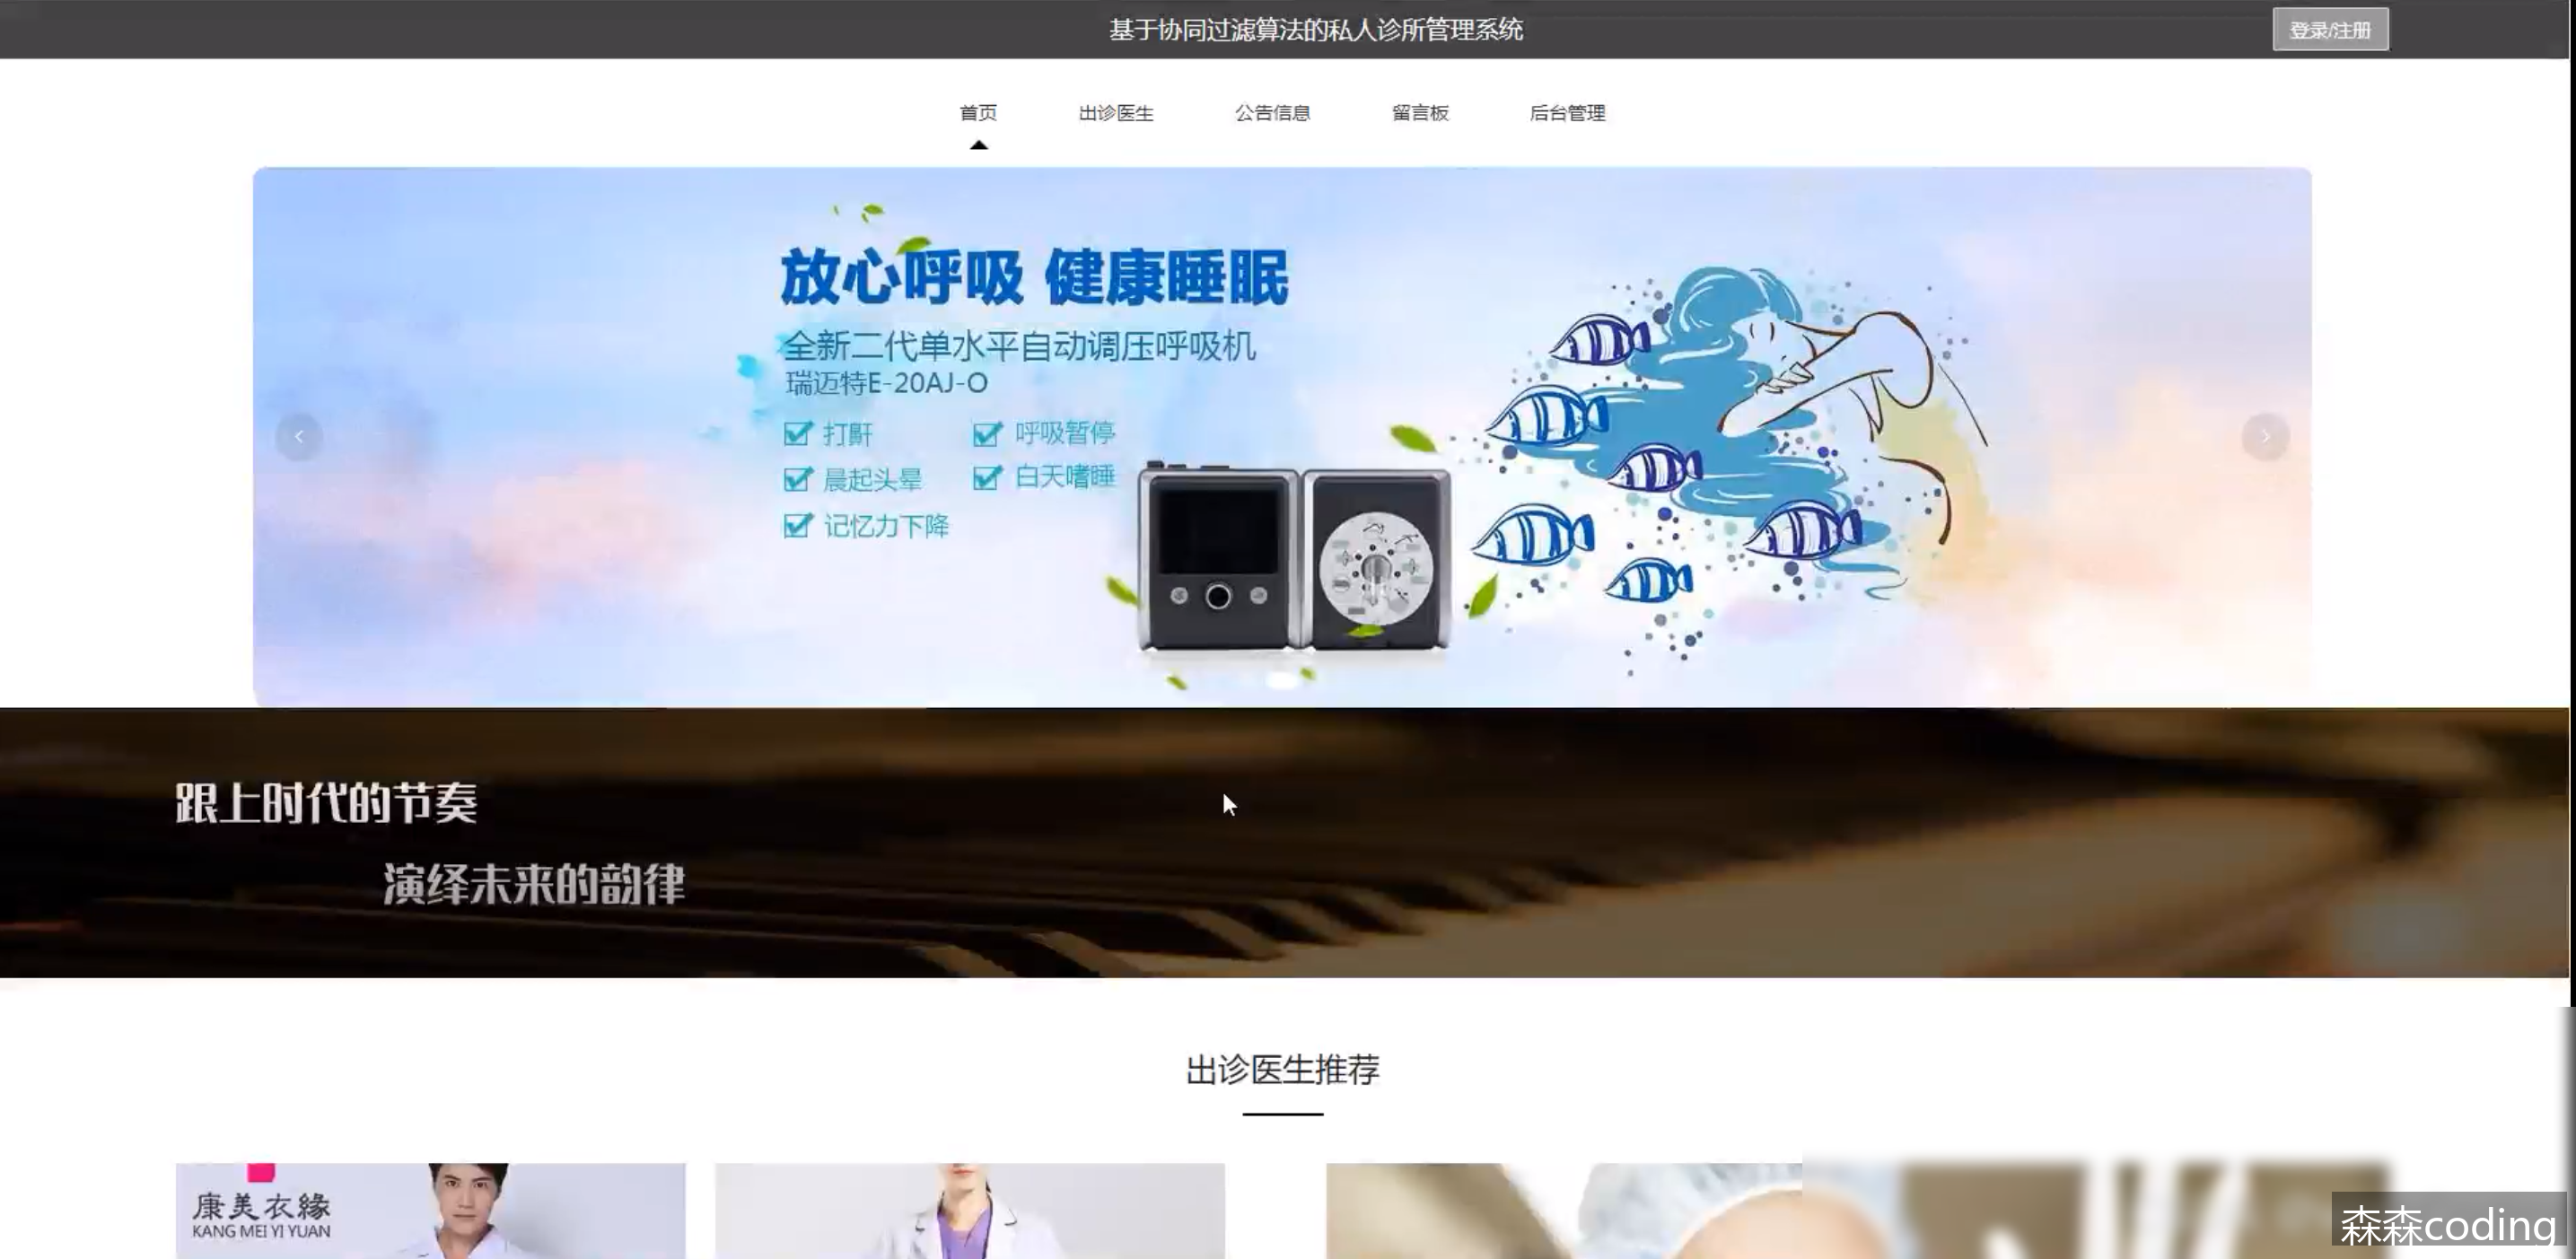 基于协同过滤算法的私人诊所管理系统
登录/注册
首页
出诊医生
公告信息
留言板
后台管理
放心呼吸 健康睡眠
全新二代单水平自动调压呼吸机
瑞迈特E-20AJ-O
打鼾
呼吸暂停
晨起头晕
白天嗜睡
记忆力下降
跟上时代的节奏
演绎未来的韵律
出诊医生推荐
康美衣緣
KANG MEI YI YUAN
森森coding